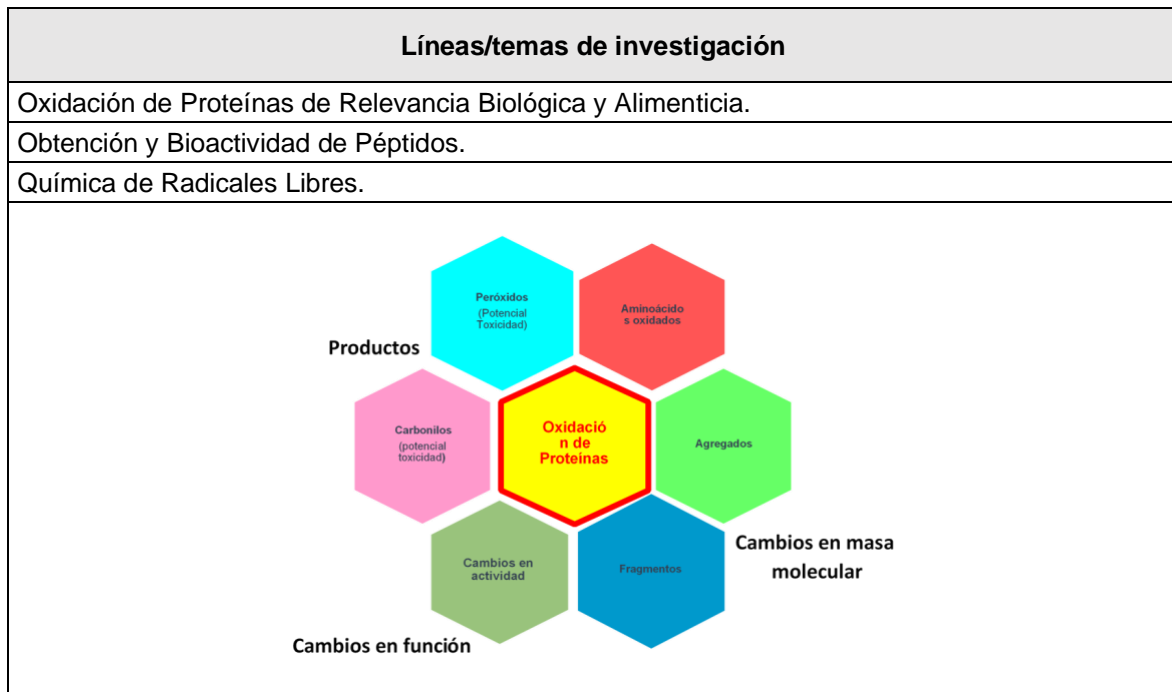 Líneas/temas de investigación
Oxidación de Proteínas de Relevancia Biológica y Alimenticia.
Obtención y Bioactividad de Péptidos.
Química de Radicales Libres.
Peróxidos
(Potencial
Toxicidad)
Aminoácido
s oxidados
Productos
Carbonilos
(potencial
toxicidad)
Oxidació
n de
Proteínas
Agregados
Cambios en
actividad
Fragmentos
Cambios en masa
molecular
Cambios en función